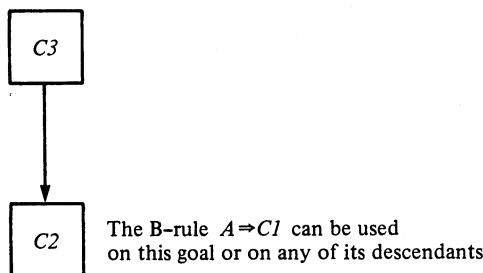 C3
C2
The B-rule A⇒C1 can be used
on this goal or on any of its descendants